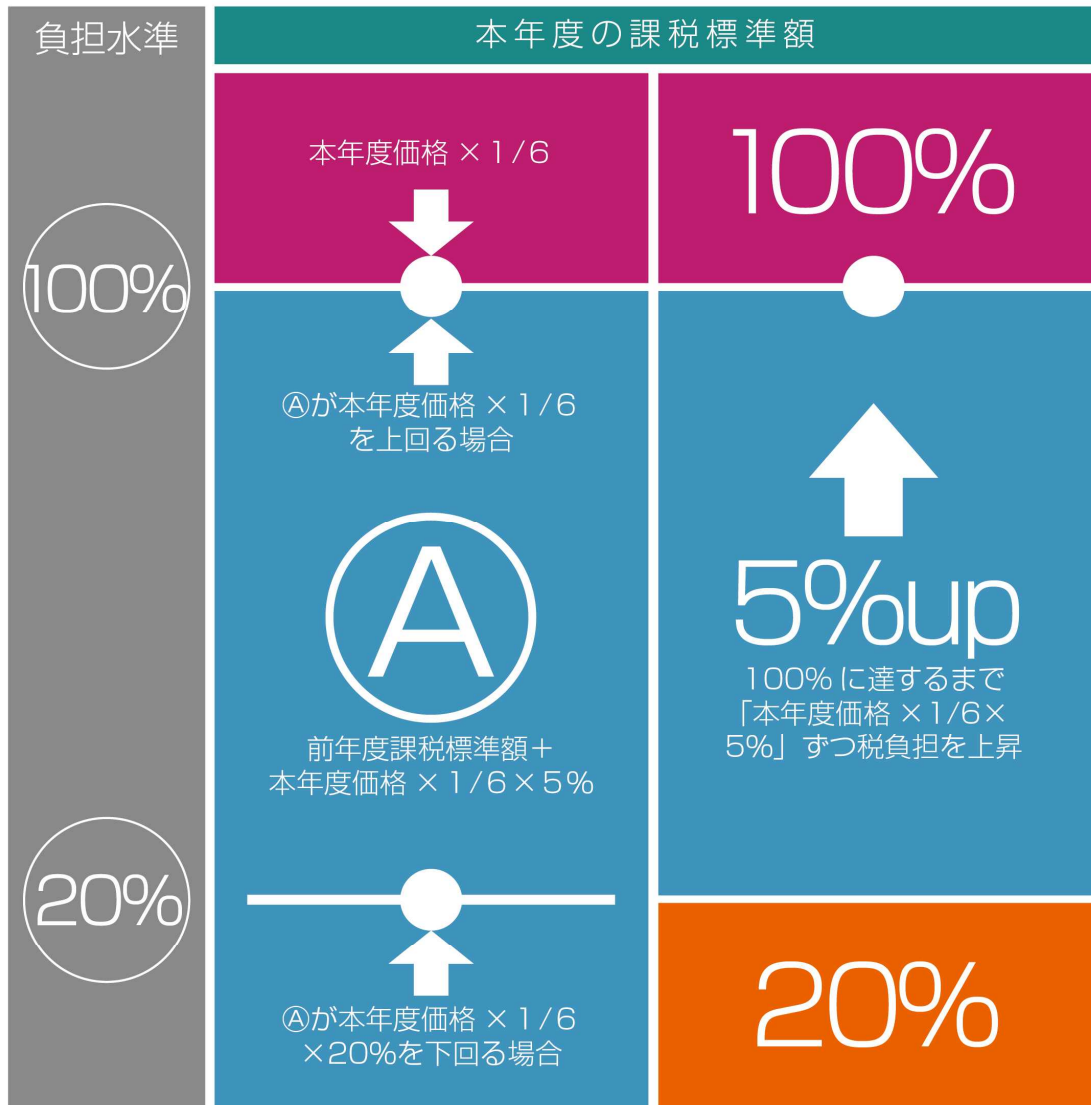 負担水準
本年度の課税標準額
100%
20%
本年度価格 × 1/6
Ⓐが本年度価格 × 1/6
を上回る場合
A
前年度課税標準額+
本年度価格 × 1/6 × 5%
Ⓐが本年度価格 × 1/6
×20%を下回る場合
100%
5%up
100% に達するまで
「本年度価格 ×1/6×
5%」ずつ税負担を上昇
20%